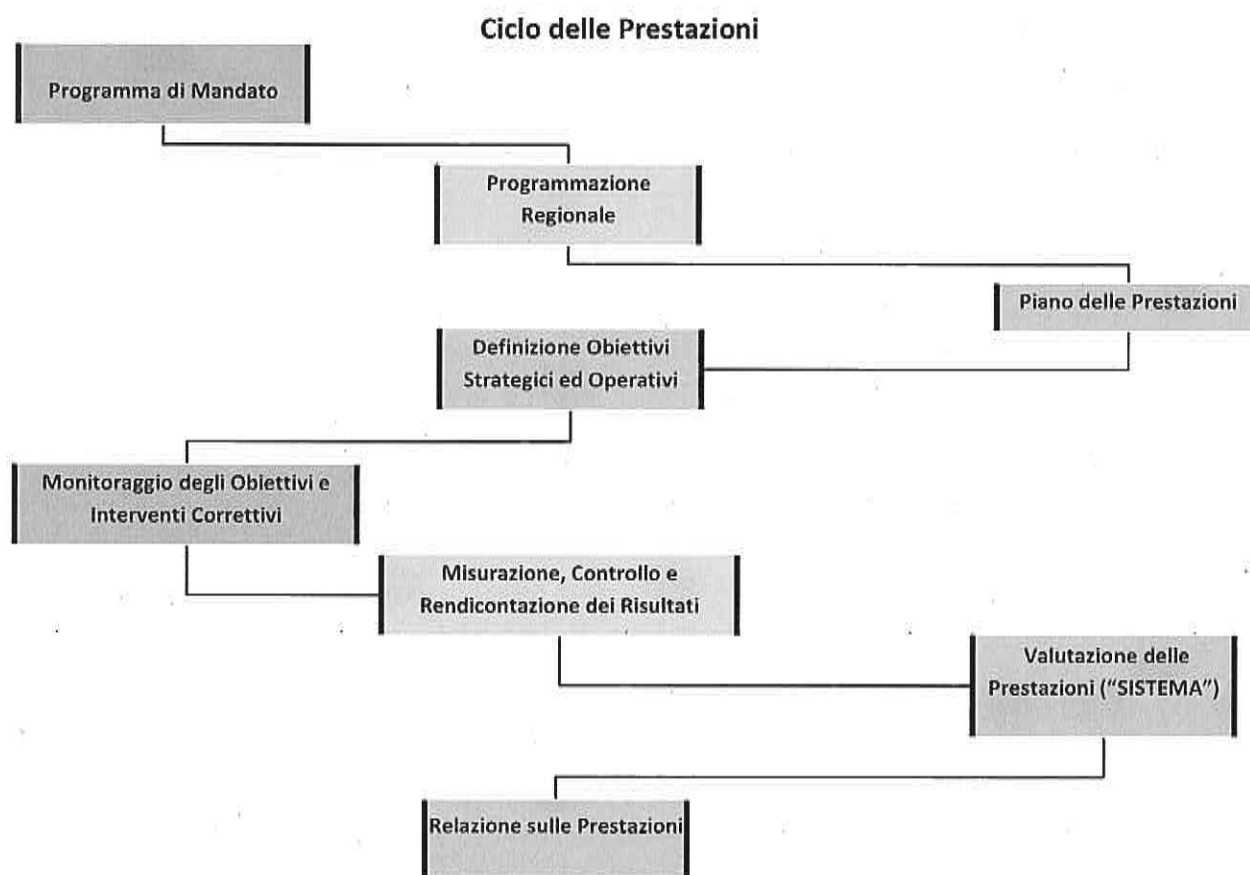 Ciclo delle Prestazioni
Programma di Mandato
Programmazione
Regionale
Piano delle Prestazioni
Definizione Obiettivi
Strategici ed Operativi
Monitoraggio degli Obiettivi e
Interventi Correttivi
Misurazione, Controllo e
Rendicontazione dei Risultati
Valutazione delle
Prestazioni (“SISTEMA”)
Relazione sulle Prestazioni